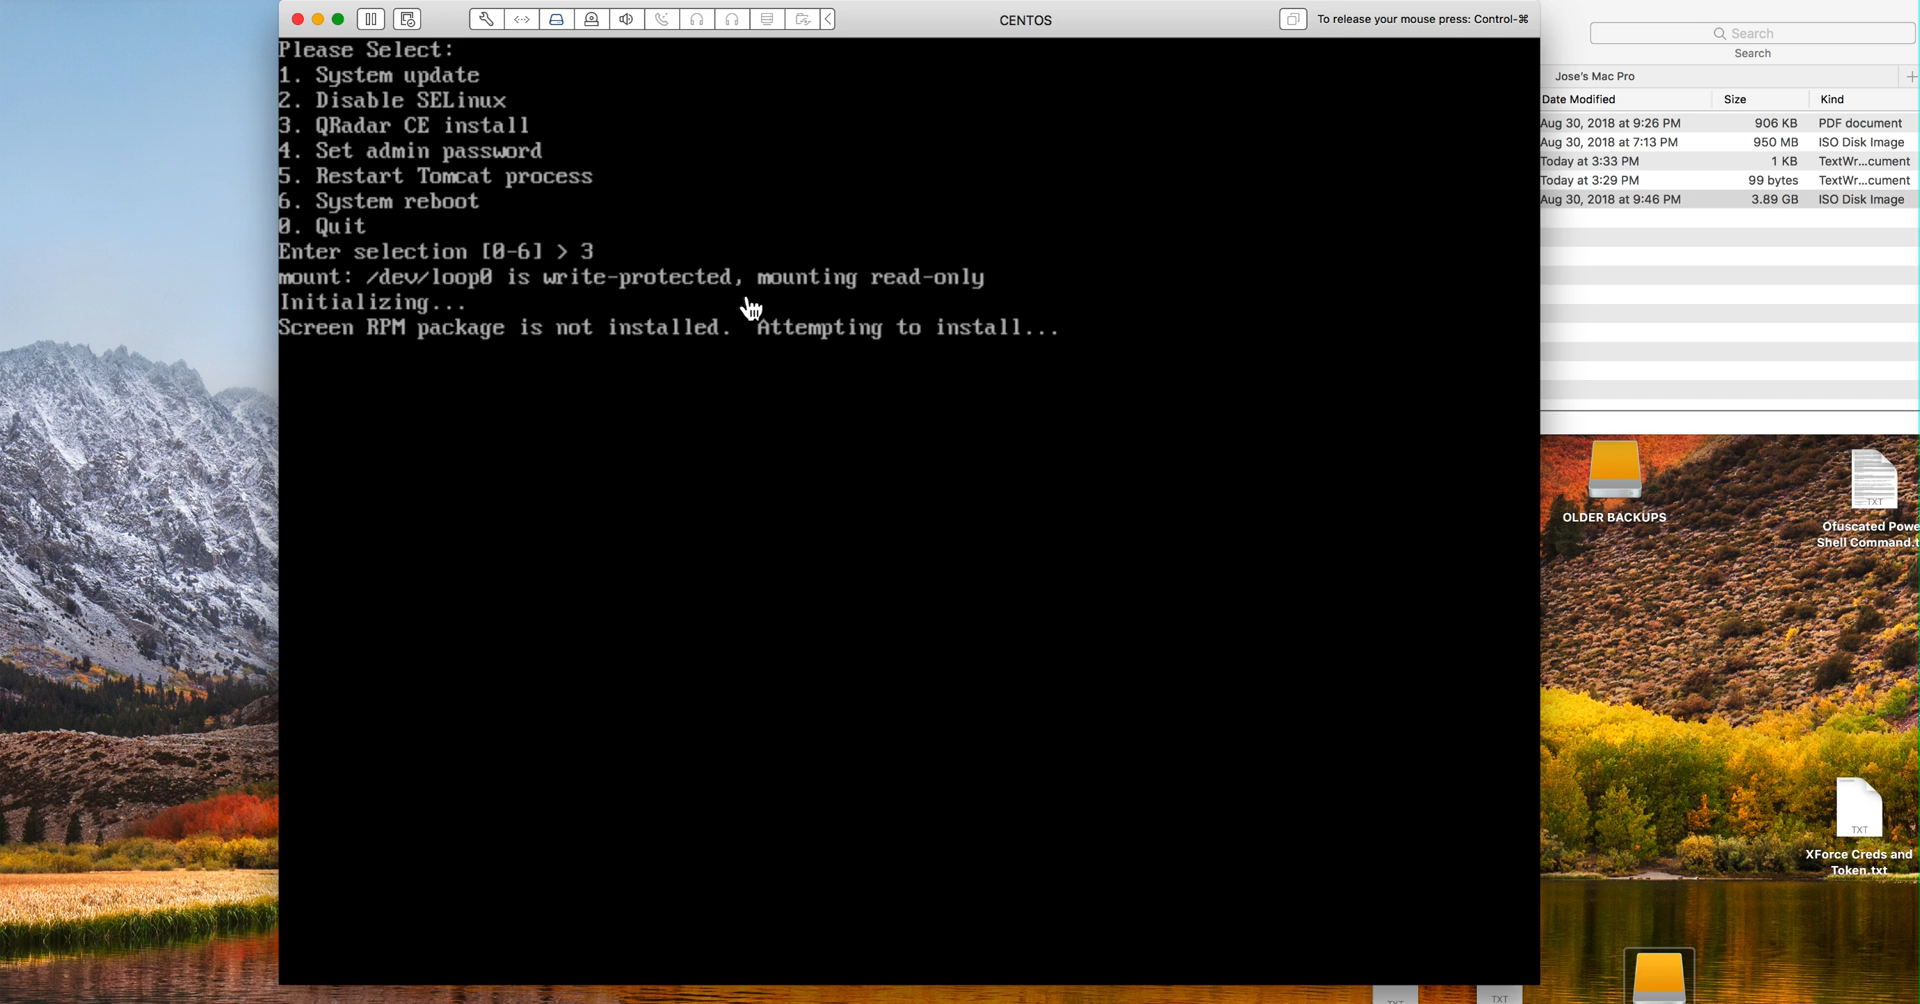 CENTOS
To release your mouse press: Control-⌘
Please Select:
1. System update
2. Disable SELinux
3. QRadar CE install
4. Set admin password
5. Restart Tomcat process
6. System reboot
0. Quit
Enter selection [0-6] > 3
mount: /dev/loop0 is write-protected, mounting read-only
Initializing...
Screen RPM package is not installed.  Attempting to install...
Search
Search
Jose's Mac Pro
Date Modified Size Kind
Aug 30, 2018 at 9:26 PM 906 KB PDF document
Aug 30, 2018 at 7:13 PM 950 MB ISO Disk Image
Today at 3:33 PM 1 KB TextWr...cument
Today at 3:29 PM 99 bytes TextWr...cument
Aug 30, 2018 at 9:46 PM 3.89 GB ISO Disk Image
OLDER BACKUPS
TXT
Ofuscated Powe
Shell Command.t
TXT
XForce Creds and
Token.txt
TXT
TXT